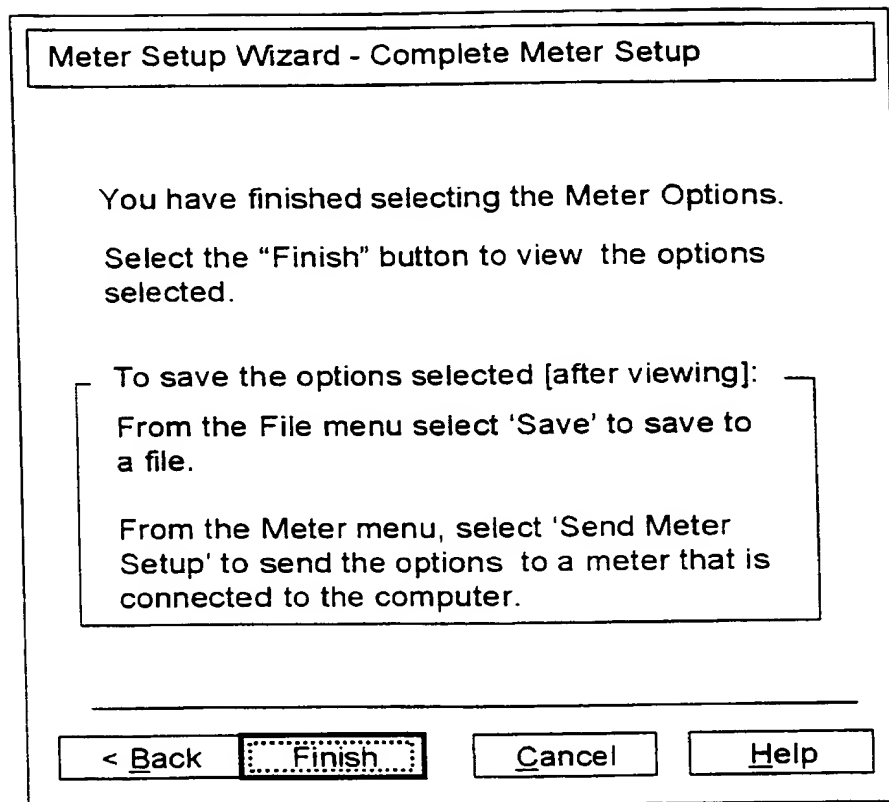 Meter Setup Wizard - Complete Meter Setup
You have finished selecting the Meter Options.
Select the “Finish” button to view the options
selected.
To save the options selected [after viewing]:
From the File menu select ‘Save’ to save to
a file.
From the Meter menu, select ‘Send Meter
Setup’ to send the options to a meter that is
connected to the computer.
< Back Finish Cancel Help